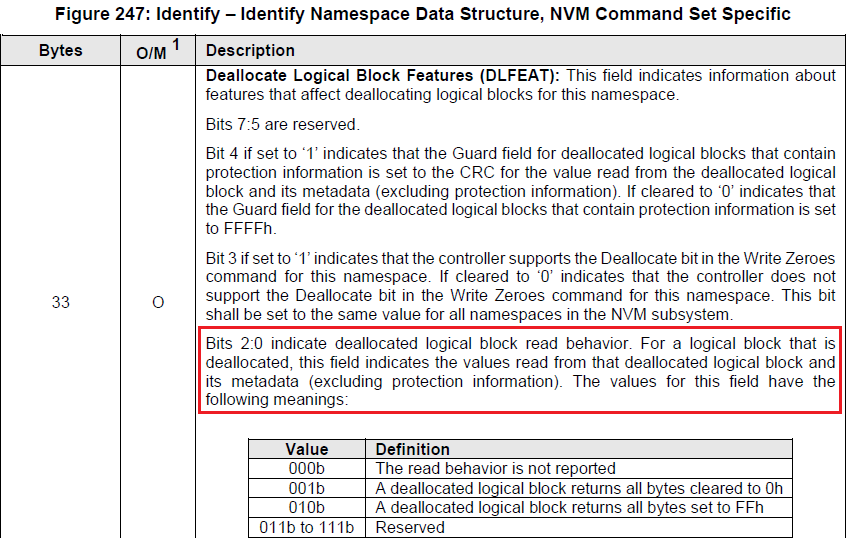 Figure 247: Identify – Identify Namespace Data Structure, NVM Command Set Specific
Bytes O/M 1 Description
Deallocate Logical Block Features (DLFEAT): This field indicates information about
features that affect deallocating logical blocks for this namespace.
Bits 7:5 are reserved.
Bit 4 if set to ‘1’ indicates that the Guard field for deallocated logical blocks that contain
protection information is set to the CRC for the value read from the deallocated logical
block and its metadata (excluding protection information). If cleared to ‘0’ indicates that
the Guard field for the deallocated logical blocks that contain protection information is set
to FFFFh.
Bit 3 if set to ‘1’ indicates that the controller supports the Deallocate bit in the Write Zeroes
command for this namespace. If cleared to ‘0’ indicates that the controller does not
support the Deallocate bit in the Write Zeroes command for this namespace. This bit
shall be set to the same value for all namespaces in the NVM subsystem.
33 O
Bits 2:0 indicate deallocated logical block read behavior. For a logical block that is
deallocated, this field indicates the values read from that deallocated logical block and
its metadata (excluding protection information). The values for this field have the
following meanings:
Value Definition
000b The read behavior is not reported
001b A deallocated logical block returns all bytes cleared to 0h
010b A deallocated logical block returns all bytes set to FFh
011b to 111b Reserved